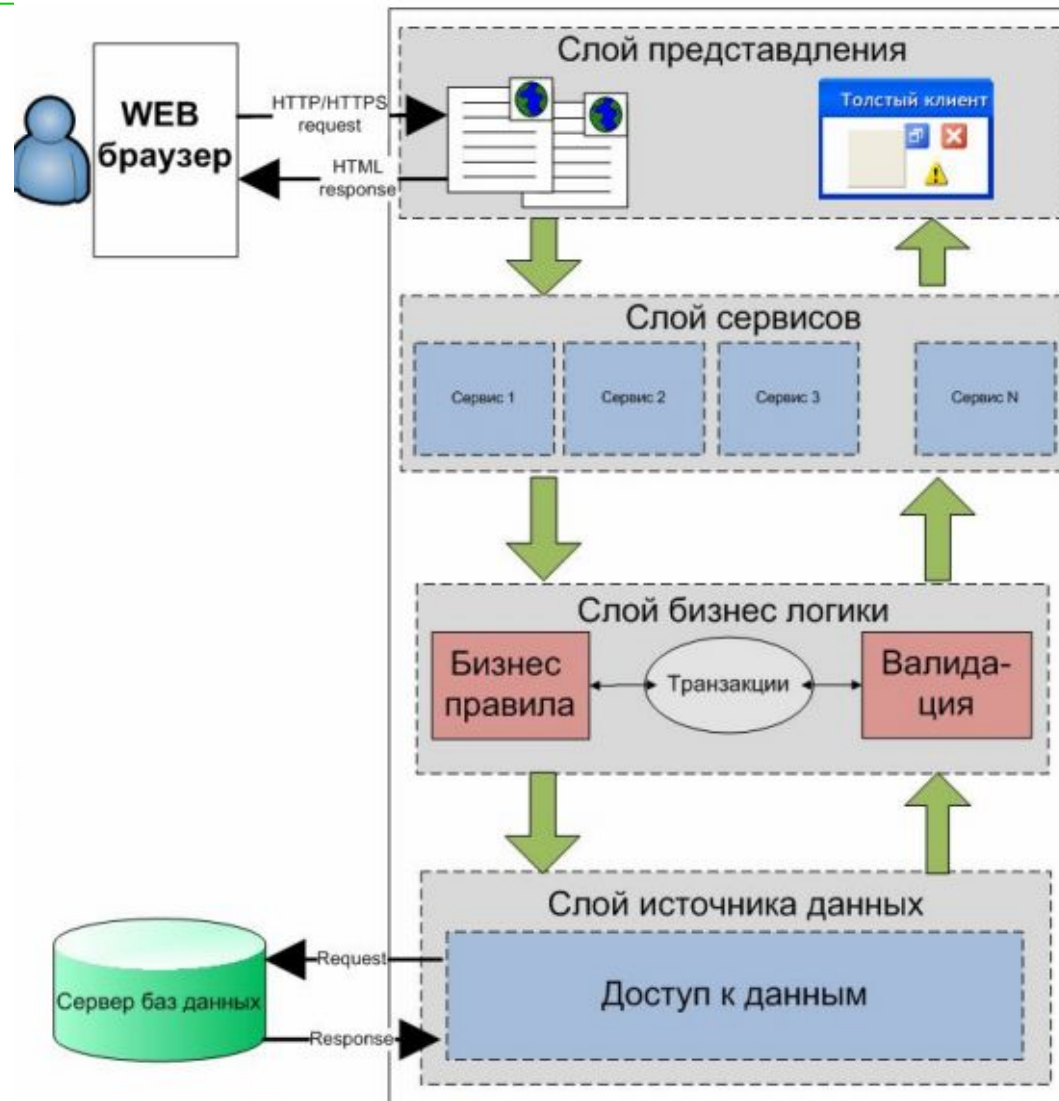 Слой представдления
WEB
браузер
HTTP/HTTPS
request
HTML
response
Толстый клиент
Слой сервисов
Сервис 1
Сервис 2
Сервис 3
Сервис N
Слой бизнес логики
Бизнес
правила
Транзакции
Валида-
ция
Слой источника данных
Доступ к данным
Request
Response
Сервер баз данных